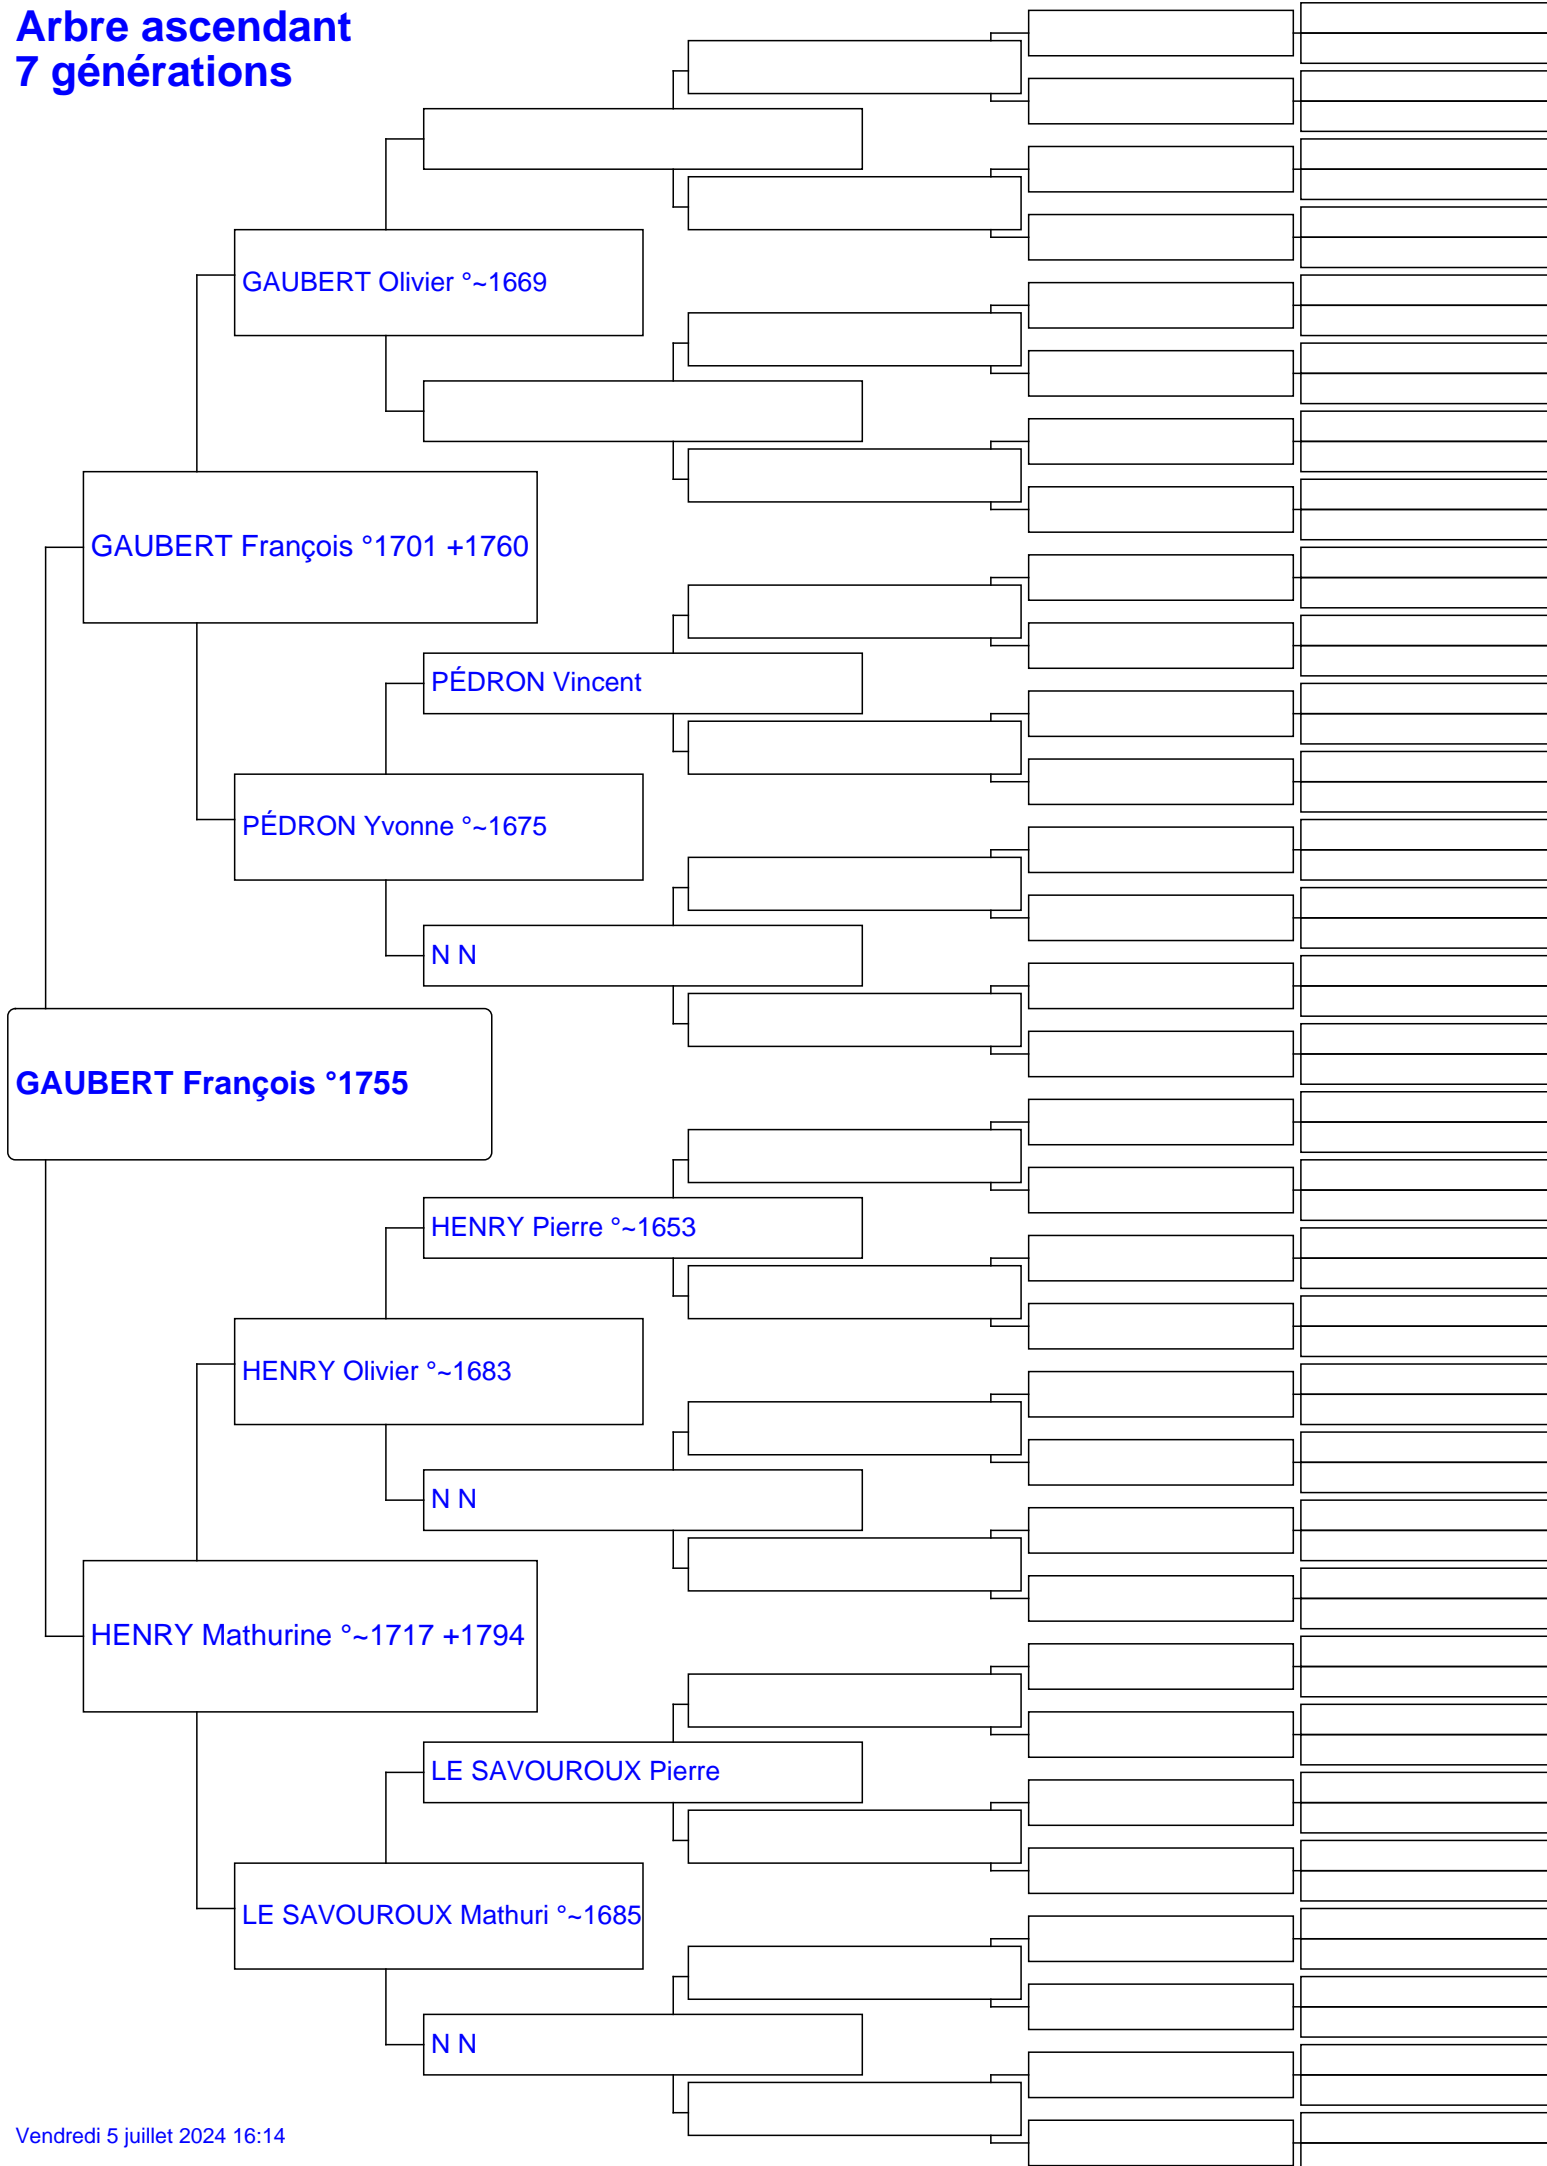 Arbre ascendant
7 générations
GAUBERT Olivier °~1669
GAUBERT François °1701 +1760
PÉDRON Vincent
PÉDRON Yvonne °~1675
N N
GAUBERT François °1755
HENRY Pierre °~1653
HENRY Olivier °~1683
N N
HENRY Mathurine °~1717 +1794
LE SAVOUROUX Pierre
LE SAVOUROUX Mathuri °~1685
N N
Vendredi 5 juillet 2024 16:14